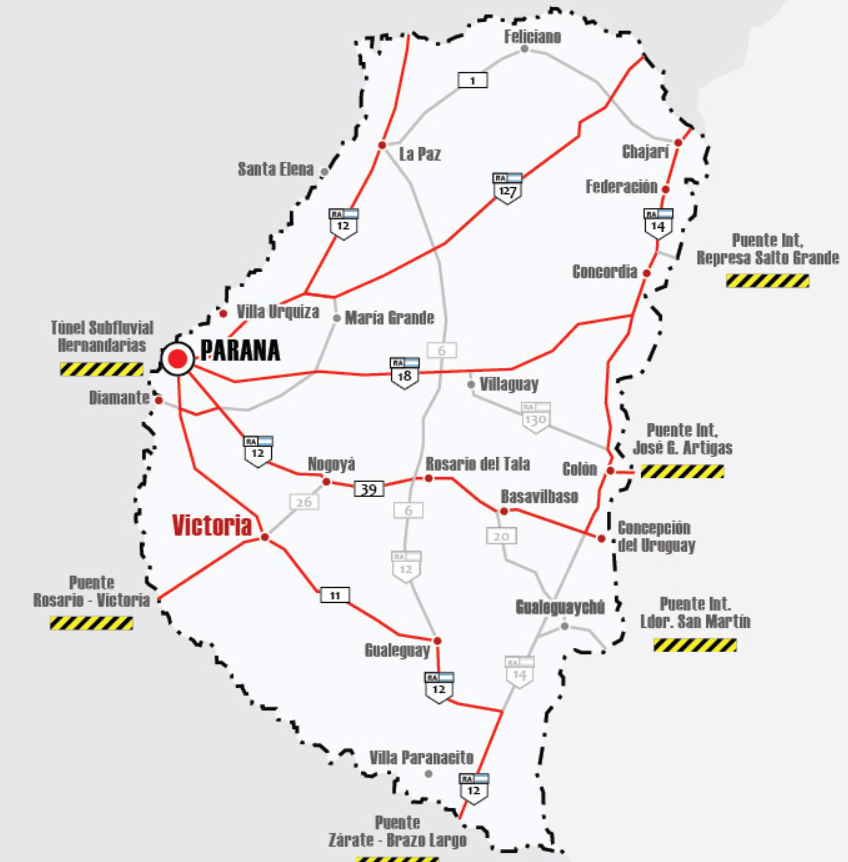 Feliciano
1
La Paz
Chajarí
Santa Elena
RA
127
Federación
RA
12
RA
14
Puente Int,
Represa Salto Grande
Concordia
Villa Urquiza
María Grande
Túnel Subfluvial
Hernandarias
PARANA
6
RA
18
Villaguay
Diamante
RA
130
Puente Int,
José G. Artigas
RA
12
Nogoyá
Rosario del Tala
Colón
39
Basavilbaso
26
6
Victoria
20
Concepción
del Uruguay
RA
12
Puente
Rosario - Victoria
11
Gualeguaychú
Puente Int.
Ldor. San Martín
Gualeguay
RA
14
RA
12
Villa Paranacito
RA
12
Puente
Zárate - Brazo Largo